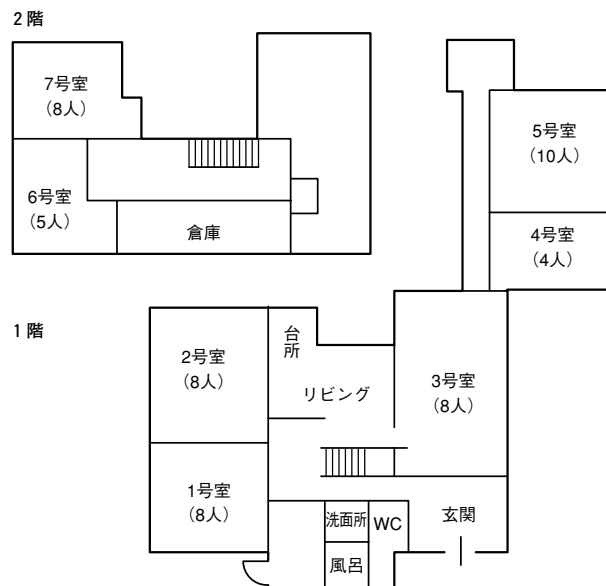 2 階
7号室
（8人）
6号室
（5人）
倉庫
5号室
（10人）
4号室
（4人）
1 階
2号室
（8人）
台所
リビング
3号室
（8人）
1号室
（8人）
洗面所
WC
玄関
風呂